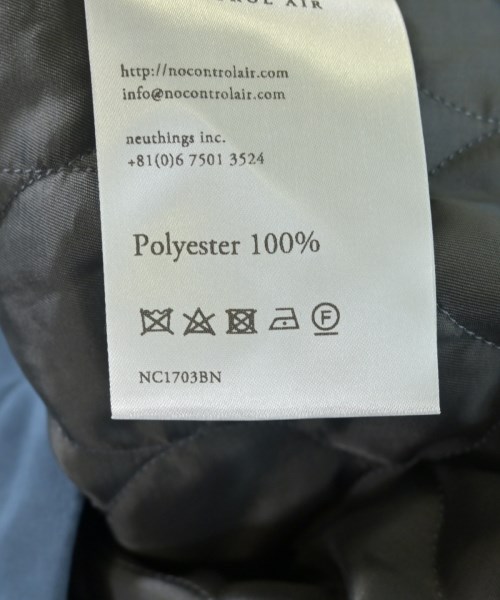 http://nocontrolair.com
info@nocontrolair.com
neuthings inc.
+81(0)6 7501 3524
Polyester 100%
F
NC1703BN